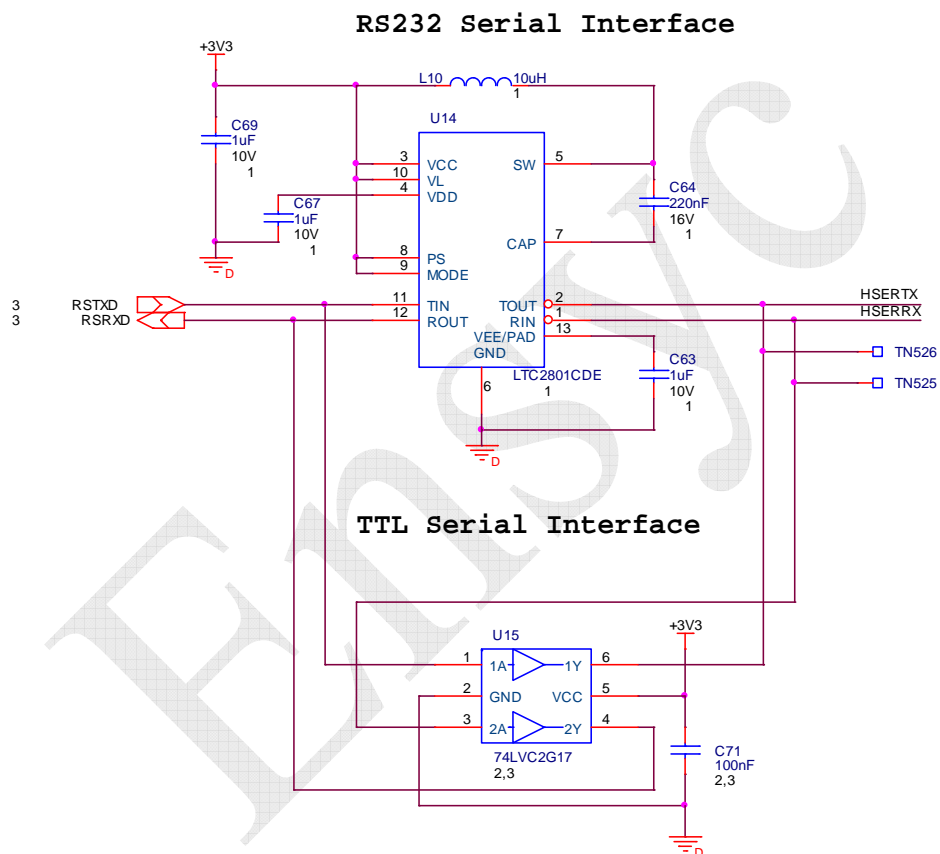 RS232 Serial Interface
+3V3
L10 10uH
1
U14
C69
1uF
10V
1
3 VCC SW 5
10 VL
4 VDD
C67
1uF
10V
1
C64
220nF
16V
1
CAP 7
8 PS
9 MODE
D
3 RSTXD 11 TIN TOUT 2 HSERTX
3 RSRXD 12 ROUT RIN 1 HSERRX
VEE/PAD 13
GND
TN526
6 LTC2801CDE
1
C63
1uF
10V
1
TN525
D
TTL Serial Interface
U15
+3V3
1 1A 1Y 6
2 GND VCC 5
3 2A 2Y 4
74LVC2G17
2,3
C71
100nF
2,3
D
Ensyc